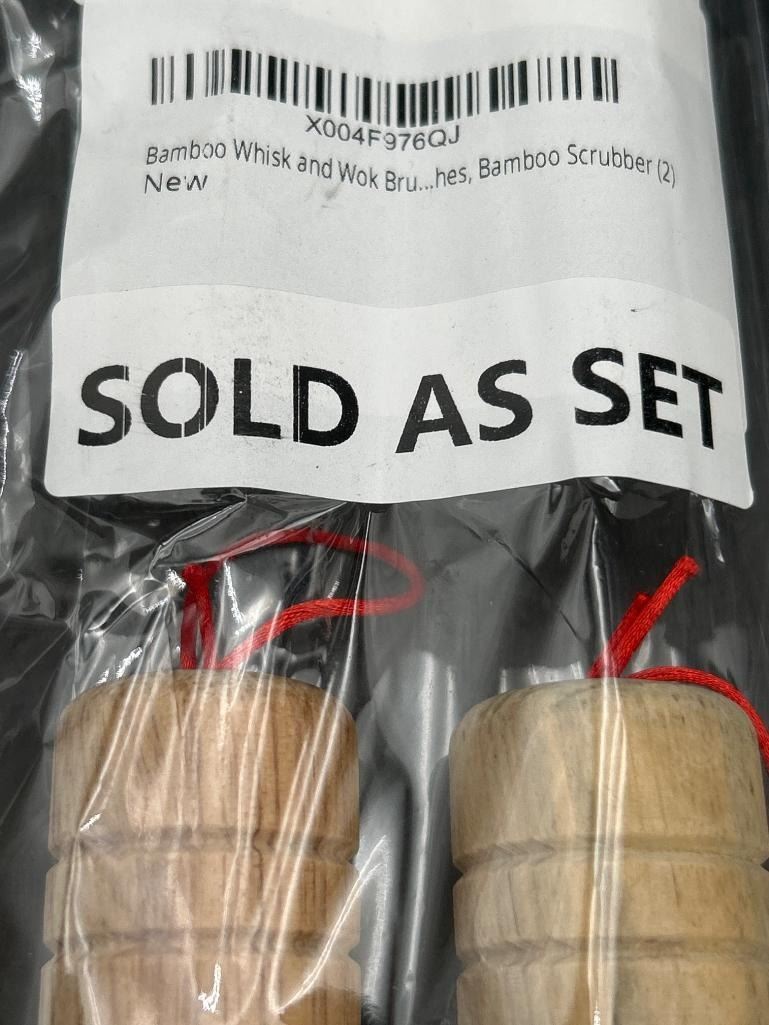 X004F976QJ
Bamboo Whisk and Wok Bru...hes, Bamboo Scrubber (2)
New
SOLD AS SET